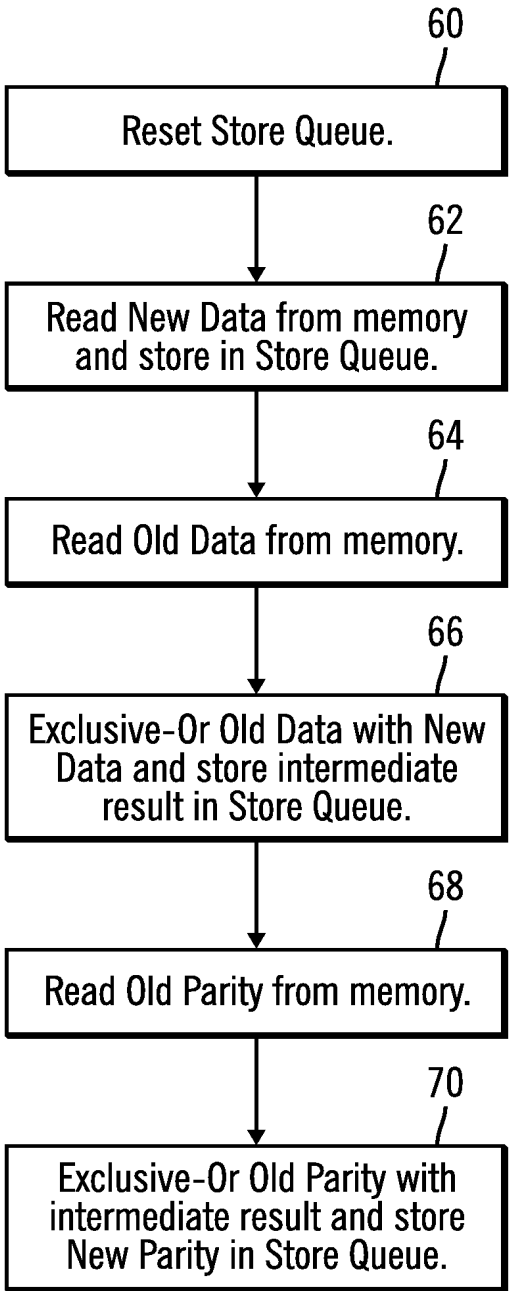 60
Reset Store Queue.
62
Read New Data from memory
and store in Store Queue.
64
Read Old Data from memory.
66
Exclusive-Or Old Data with New
Data and store intermediate
result in Store Queue.
68
Read Old Parity from memory.
70
Exclusive-Or Old Parity with
intermediate result and store
New Parity in Store Queue.